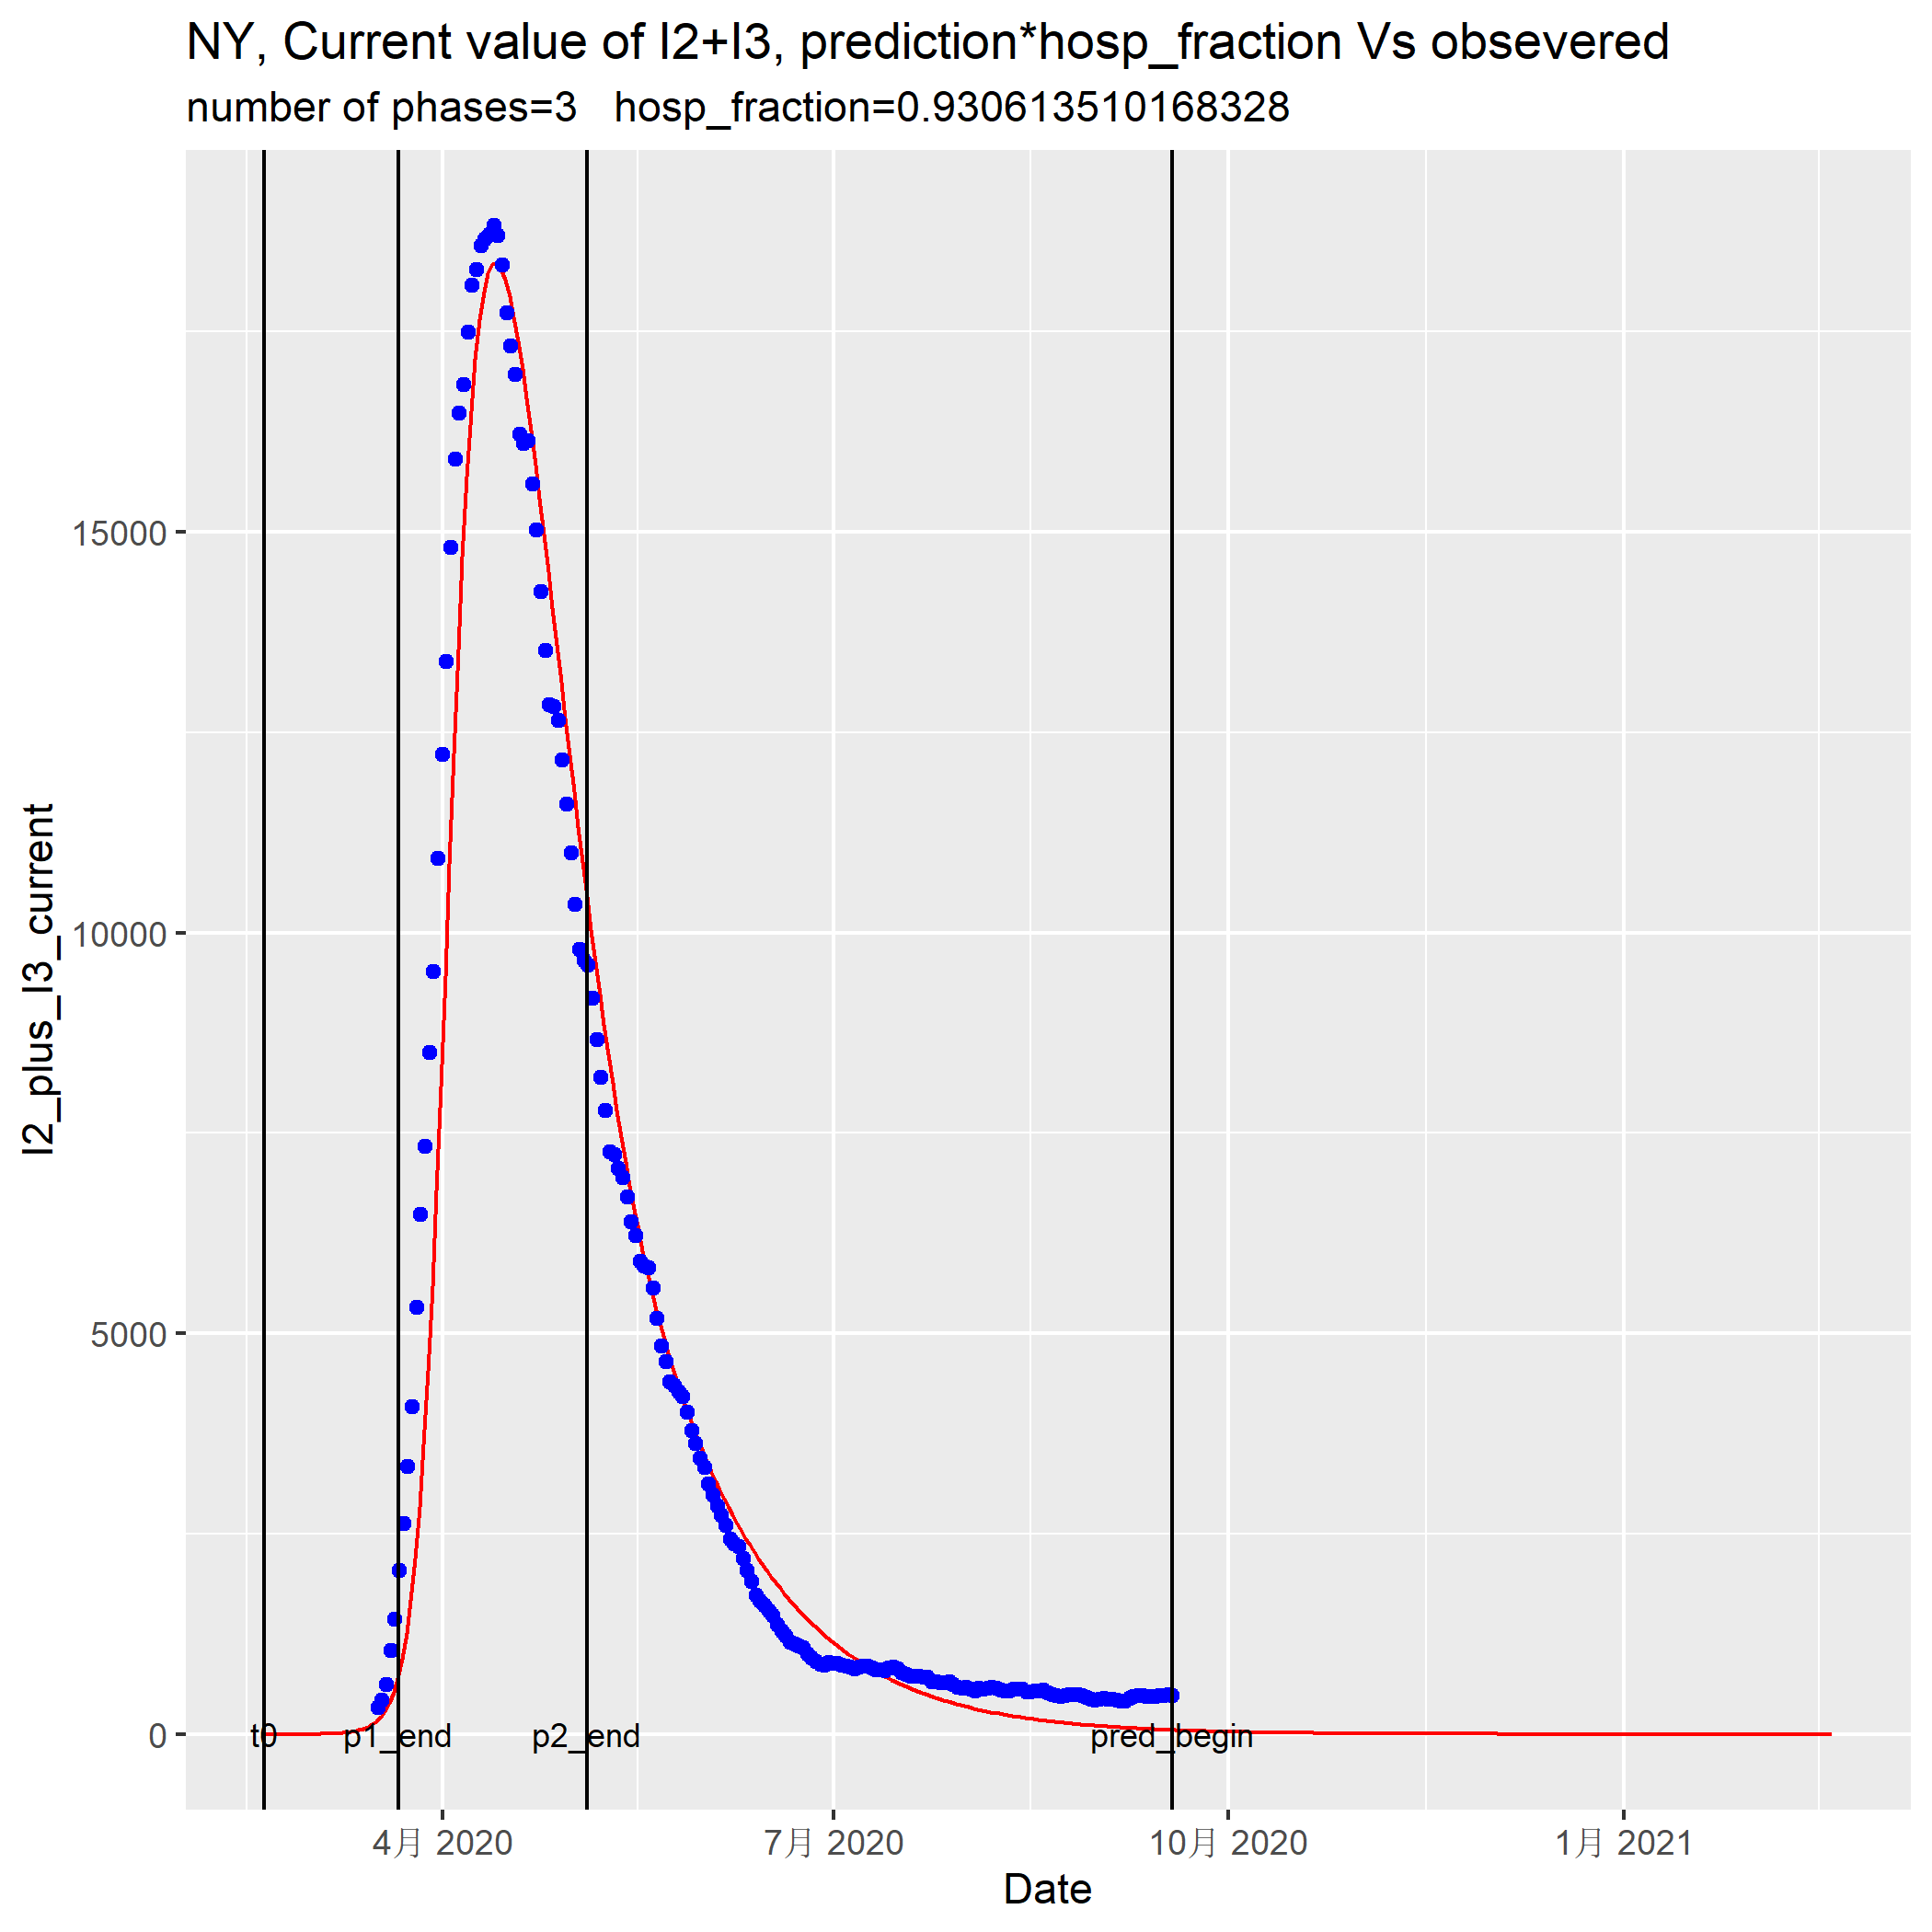 NY, Current value of I2+I3, prediction*hosp_fraction Vs obsevered
number of phases=3   hosp_fraction=0.930613510168328
I2_plus_I3_current
15000
10000
5000
0
t0
p1_end
p2_end
pred_begin
4月 2020
7月 2020
10月 2020
1月 2021
Date